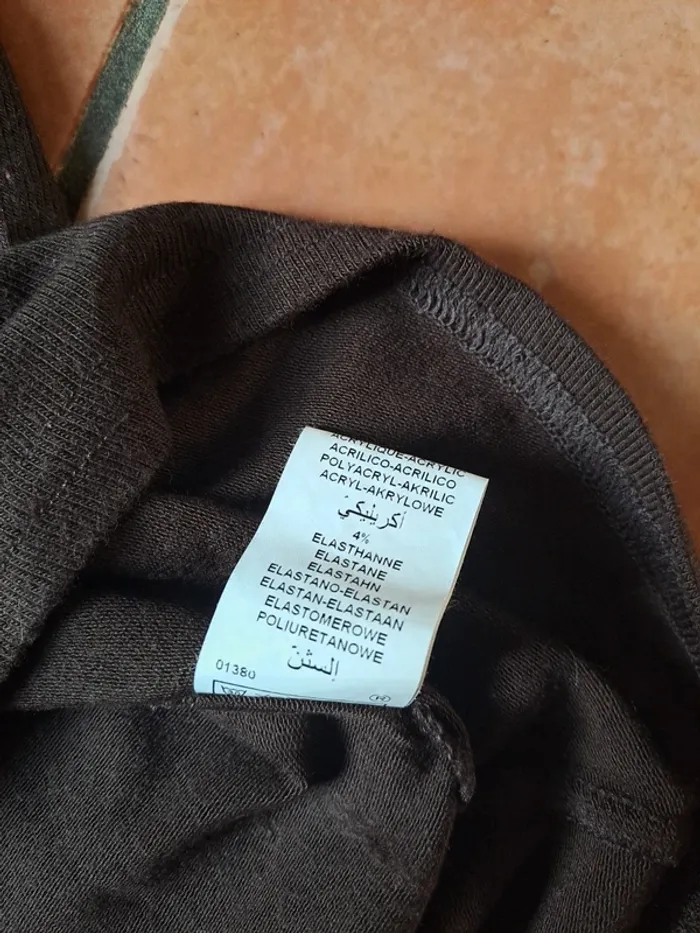 ACRYLIQUE-ACRYLIC
ACRILICO-ACRILICO
POLYACRYL-AKRILIC
ACRYL-AKRYLOWE
أكريليكيّ
4%
ELASTHANNE
ELASTANE
ELASTAHN
ELASTANO-ELASTAN
ELASTAN-ELASTAAN
ELASTOMEROWE
POLIURETANOWE
إلستن
01380